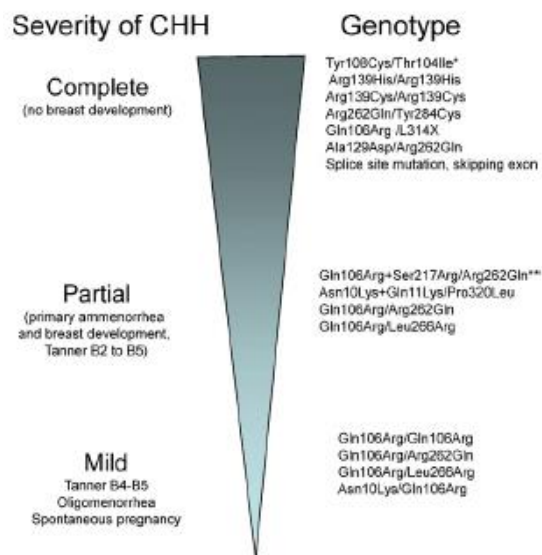 Severity of CHH
Genotype
Complete
(no breast development)
Tyr108Cys/Thr104Ile*
Arg139His/Arg139His
Arg139Cys/Arg139Cys
Arg262Gln/Tyr284Cys
Gln106Arg /L314X
Ala129Asp/Arg262Gln
Splice site mutation, skipping exon
Partial
(primary ammenorrhea
and breast development,
Tanner B2 to B5)
Gln106Arg+Ser217Arg/Arg262Gln***
Asn10Lys+Gln11Lys/Pro320Leu
Gln106Arg/Arg262Gln
Gln106Arg/Leu266Arg
Mild
Tanner B4-B5
Oligomenorrhea
Spontaneous pregnancy
Gln106Arg/Gln106Arg
Gln106Arg/Arg262Gln
Gln106Arg/Leu266Arg
Asn10Lys/Gln106Arg